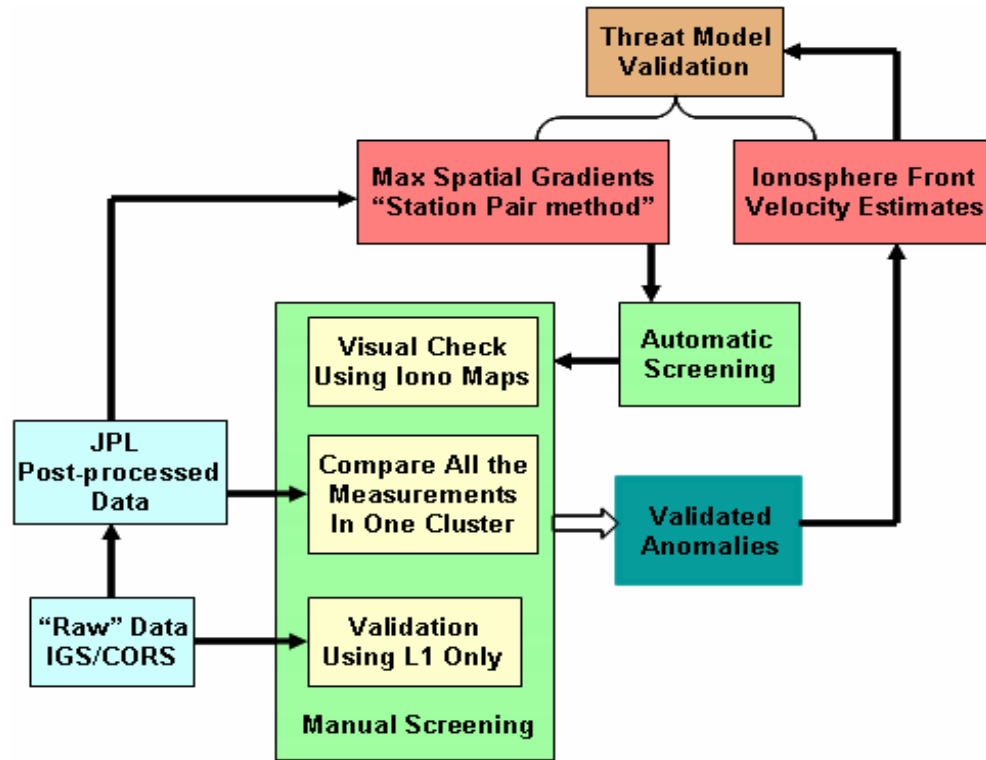 Threat Model
Validation
Max Spatial Gradients
“Station Pair method”
Ionosphere Front
Velocity Estimates
Automatic
Screening
Visual Check
Using Iono Maps
JPL
Post-processed
Data
Compare All the
Measurements
In One Cluster
Validated
Anomalies
“Raw” Data
IGS/CORS
Validation
Using L1 Only
Manual Screening